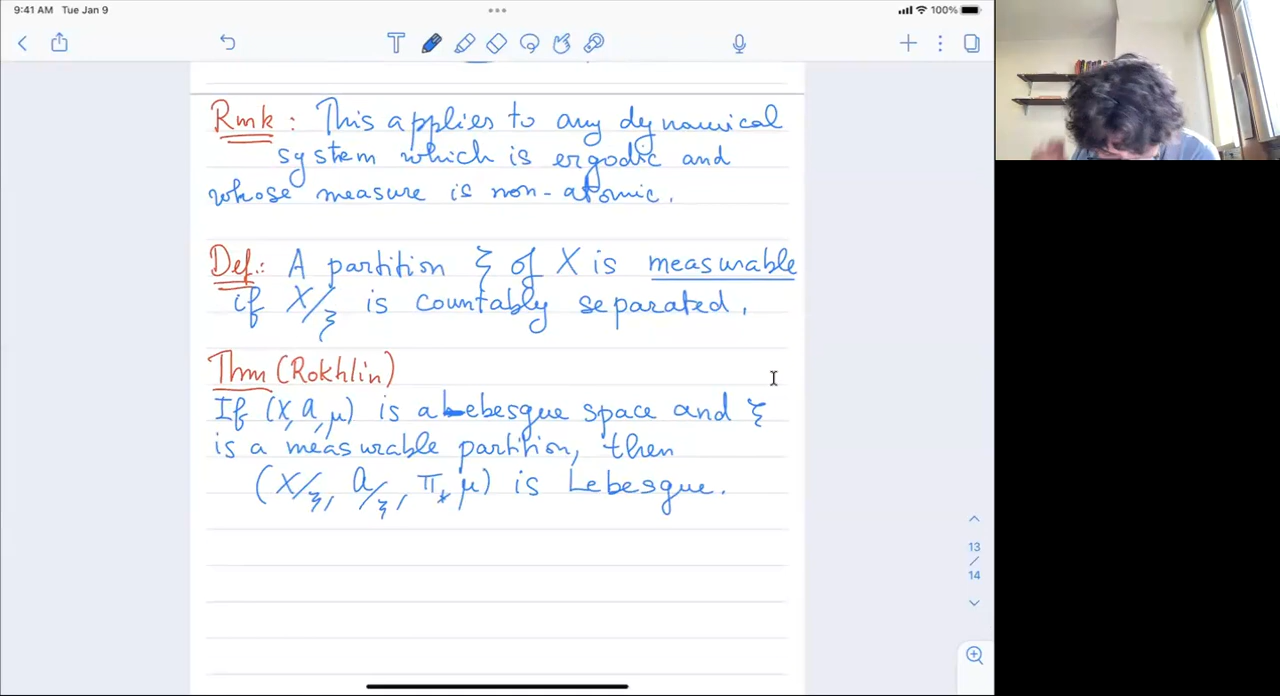 9:41 AM Tue Jan 9
100%
Rmk : This applies to any dynamical
system which is ergodic and
whose measure is non-atomic.
Def.: A partition ξ of X is measurable
if X/ξ is countably separated.
Thm (Rokhlin)
If (X, a, μ) is a Lebesgue space and ξ
is a measurable partition, then
(X/ξ, a/ξ, π* μ) is Lebesgue.
13
/
14